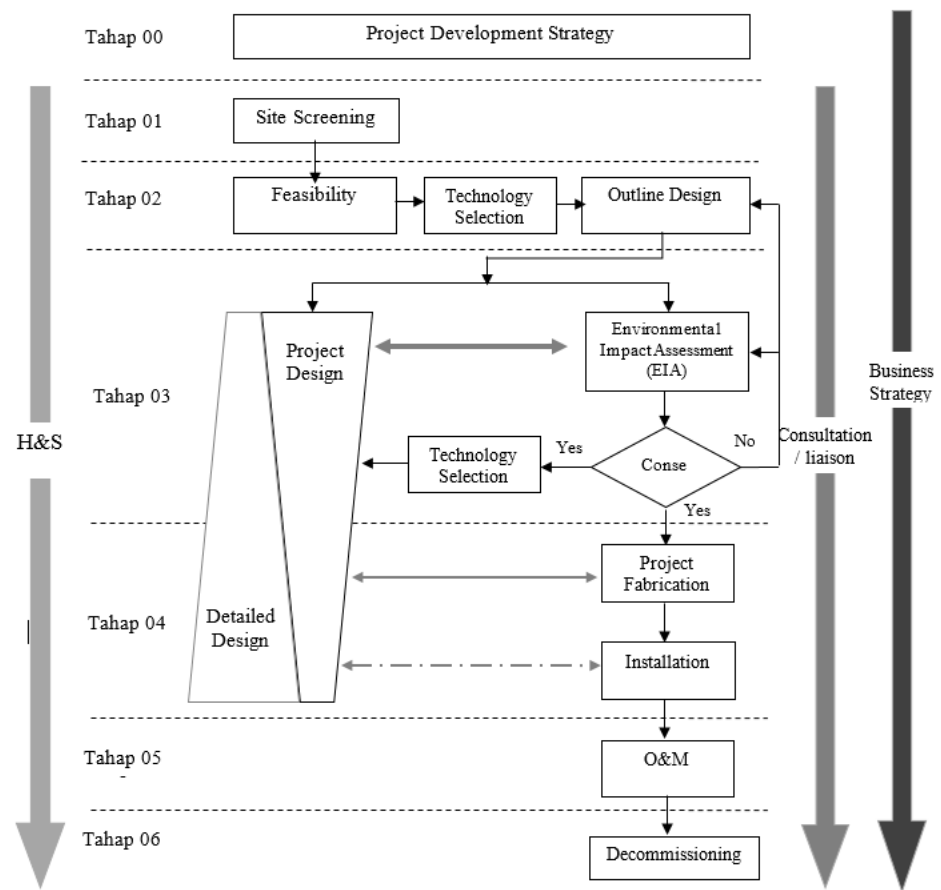 Tahap 00
Project Development Strategy
Tahap 01
Site Screening
Tahap 02
Feasibility
Technology
Selection
Outline Design
Tahap 03
Project
Design
Environmental
Impact Assessment
(EIA)
Business
Strategy
H&S
Technology
Selection
Yes
Conse
No
Consultation
/ liaison
Yes
Tahap 04
Detailed
Design
Project
Fabrication
Installation
Tahap 05
-
O&M
Tahap 06
Decommissioning